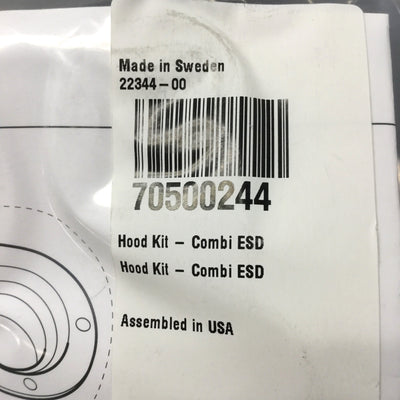 Made in Sweden
22344-00
70500244
Hood Kit – Combi ESD
Hood Kit – Combi ESD
Assembled in USA